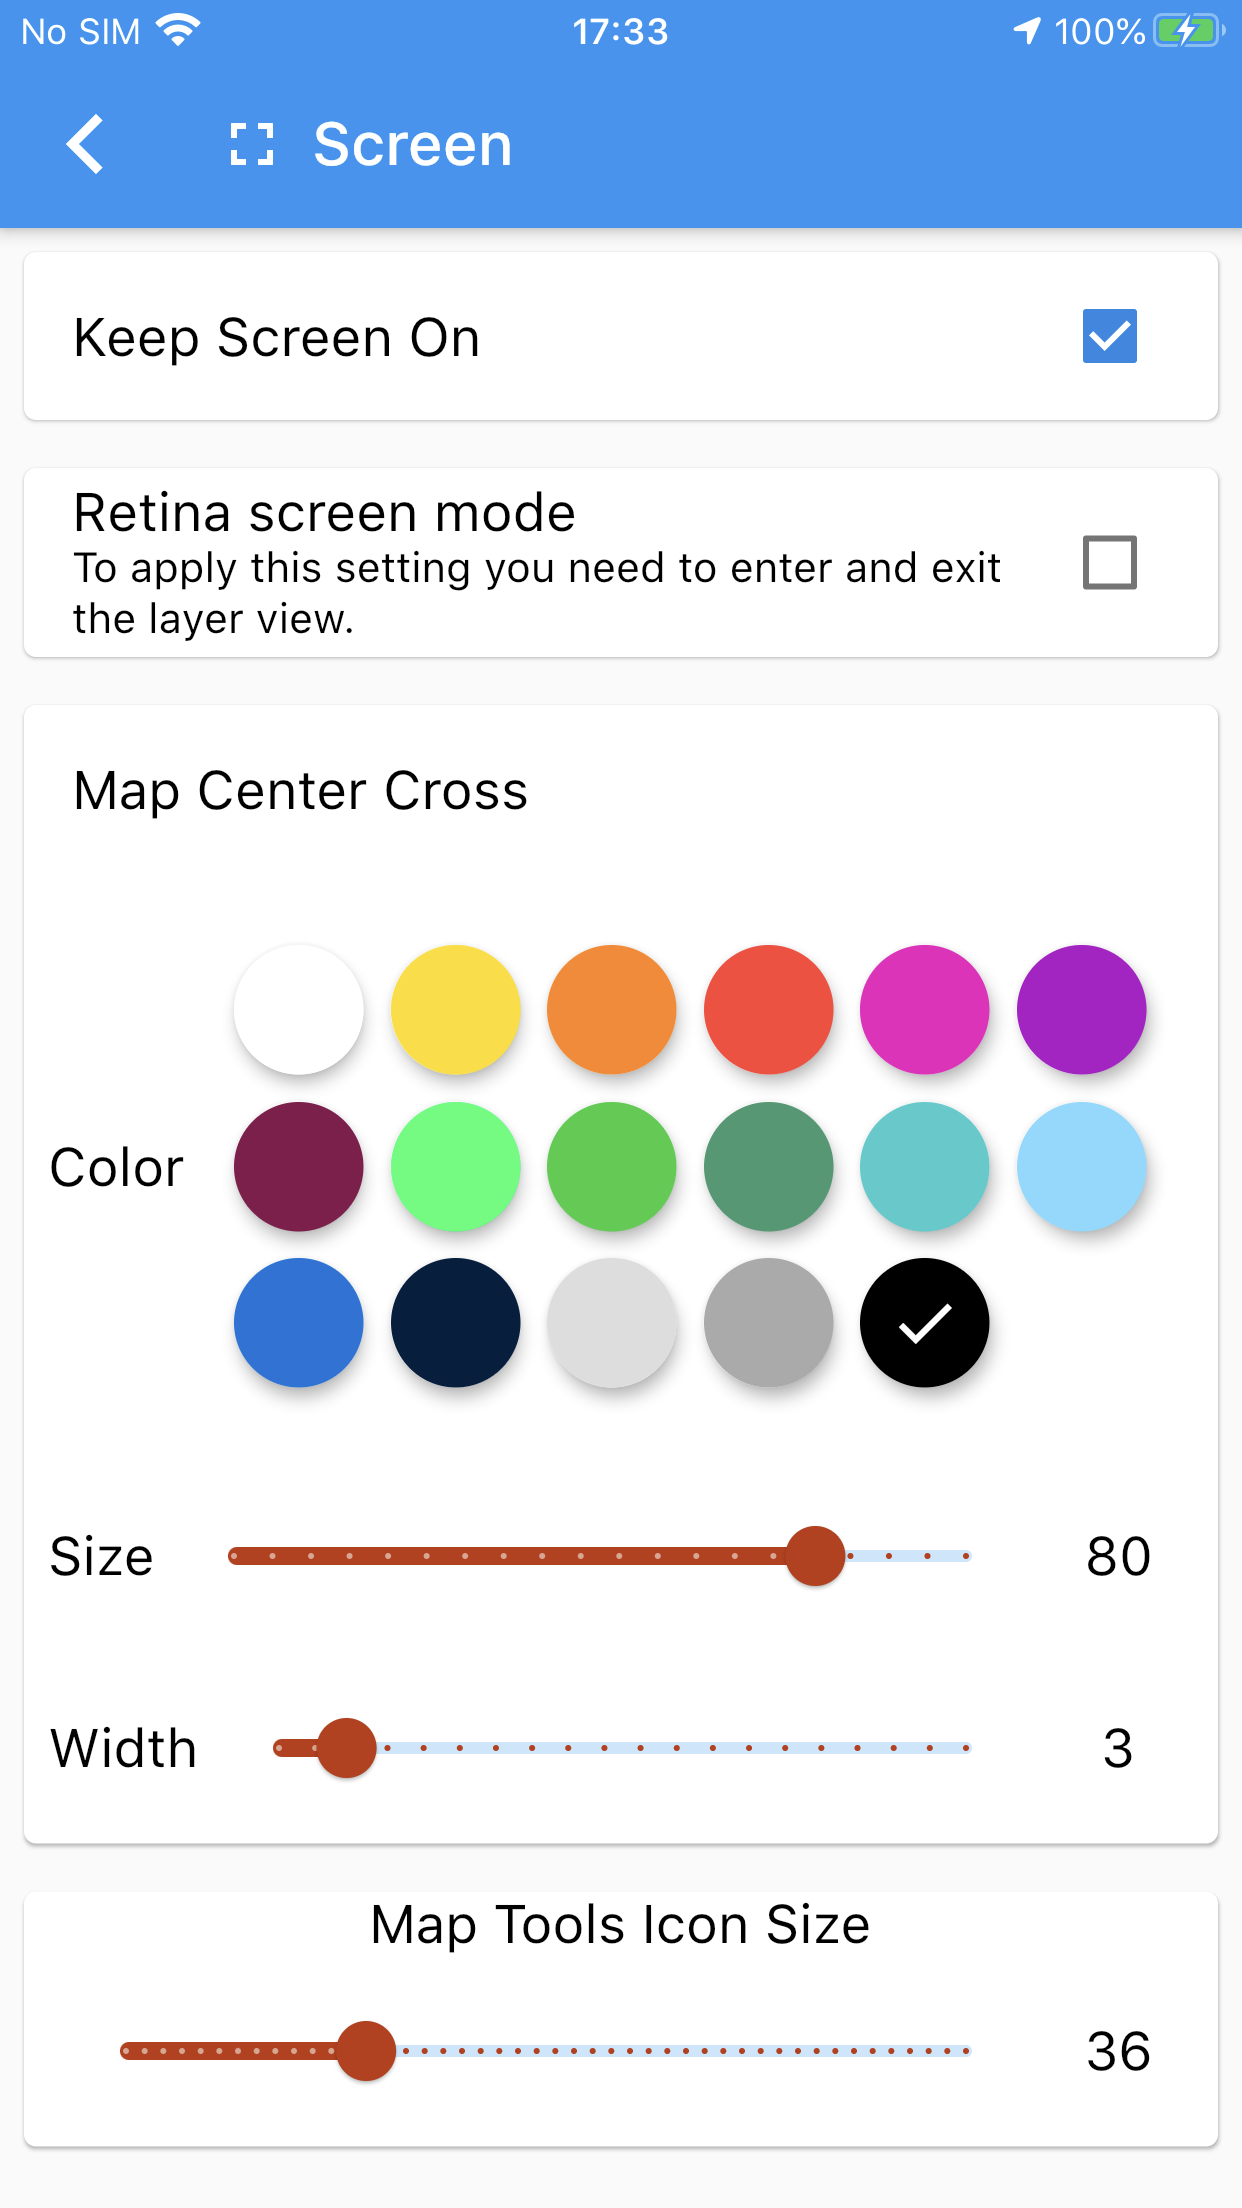 No SIM 17:33 100%
Screen
Keep Screen On
Retina screen mode
To apply this setting you need to enter and exit
the layer view.
Map Center Cross
Color
Size 80
Width 3
Map Tools Icon Size
36